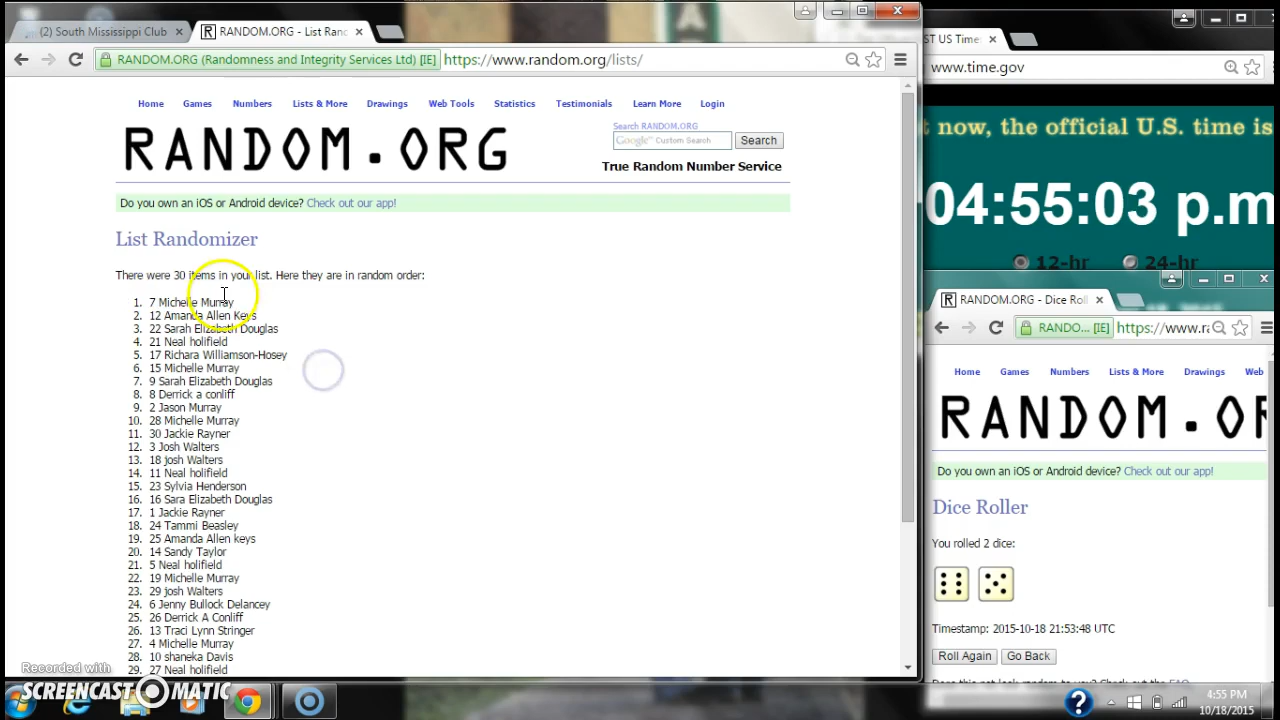 (2) South Mississippi Club
RANDOM.ORG - List Ranc
RANDOM.ORG (Randomness and Integrity Services Ltd) [IE]
https://www.random.org/lists/
Home Games Numbers Lists & More Drawings Web Tools Statistics Testimonials Learn More Login
RANDOM.ORG
Search RANDOM.ORG
Google Custom Search
Search
True Random Number Service
Do you own an iOS or Android device? Check out our app!
List Randomizer
There were 30 items in your list. Here they are in random order:
1. 7 Michelle Murray
2. 12 Amanda Allen Keys
3. 22 Sarah Elizabeth Douglas
4. 21 Neal holifield
5. 17 Richara Williamson-Hosey
6. 15 Michelle Murray
7. 9 Sarah Elizabeth Douglas
8. 8 Derrick a conliff
9. 2 Jason Murray
10. 28 Michelle Murray
11. 30 Jackie Rayner
12. 3 Josh Walters
13. 18 josh Walters
14. 11 Neal holifield
15. 23 Sylvia Henderson
16. 16 Sara Elizabeth Douglas
17. 1 Jackie Rayner
18. 24 Tammi Beasley
19. 25 Amanda Allen keys
20. 14 Sandy Taylor
21. 5 Neal holifield
22. 19 Michelle Murray
23. 29 josh Walters
24. 6 Jenny Bullock Delancey
25. 26 Derrick A Conliff
26. 13 Traci Lynn Stringer
27. 4 Michelle Murray
28. 10 shaneka Davis
29. 27 Neal holifield
ST US Time:
www.time.gov
t now, the official U.S. time is
04:55:03 p.m
12-hr 24-hr
RANDOM.ORG - Dice Roll
RANDO... [IE] https://www.ra
Home Games Numbers Lists & More Drawings Web
RANDOM.OR
Do you own an iOS or Android device? Check out our app!
Dice Roller
You rolled 2 dice:
Timestamp: 2015-10-18 21:53:48 UTC
Roll Again Go Back
Recorded with
SCREENCAST-O-MATIC
4:55 PM
10/18/2015